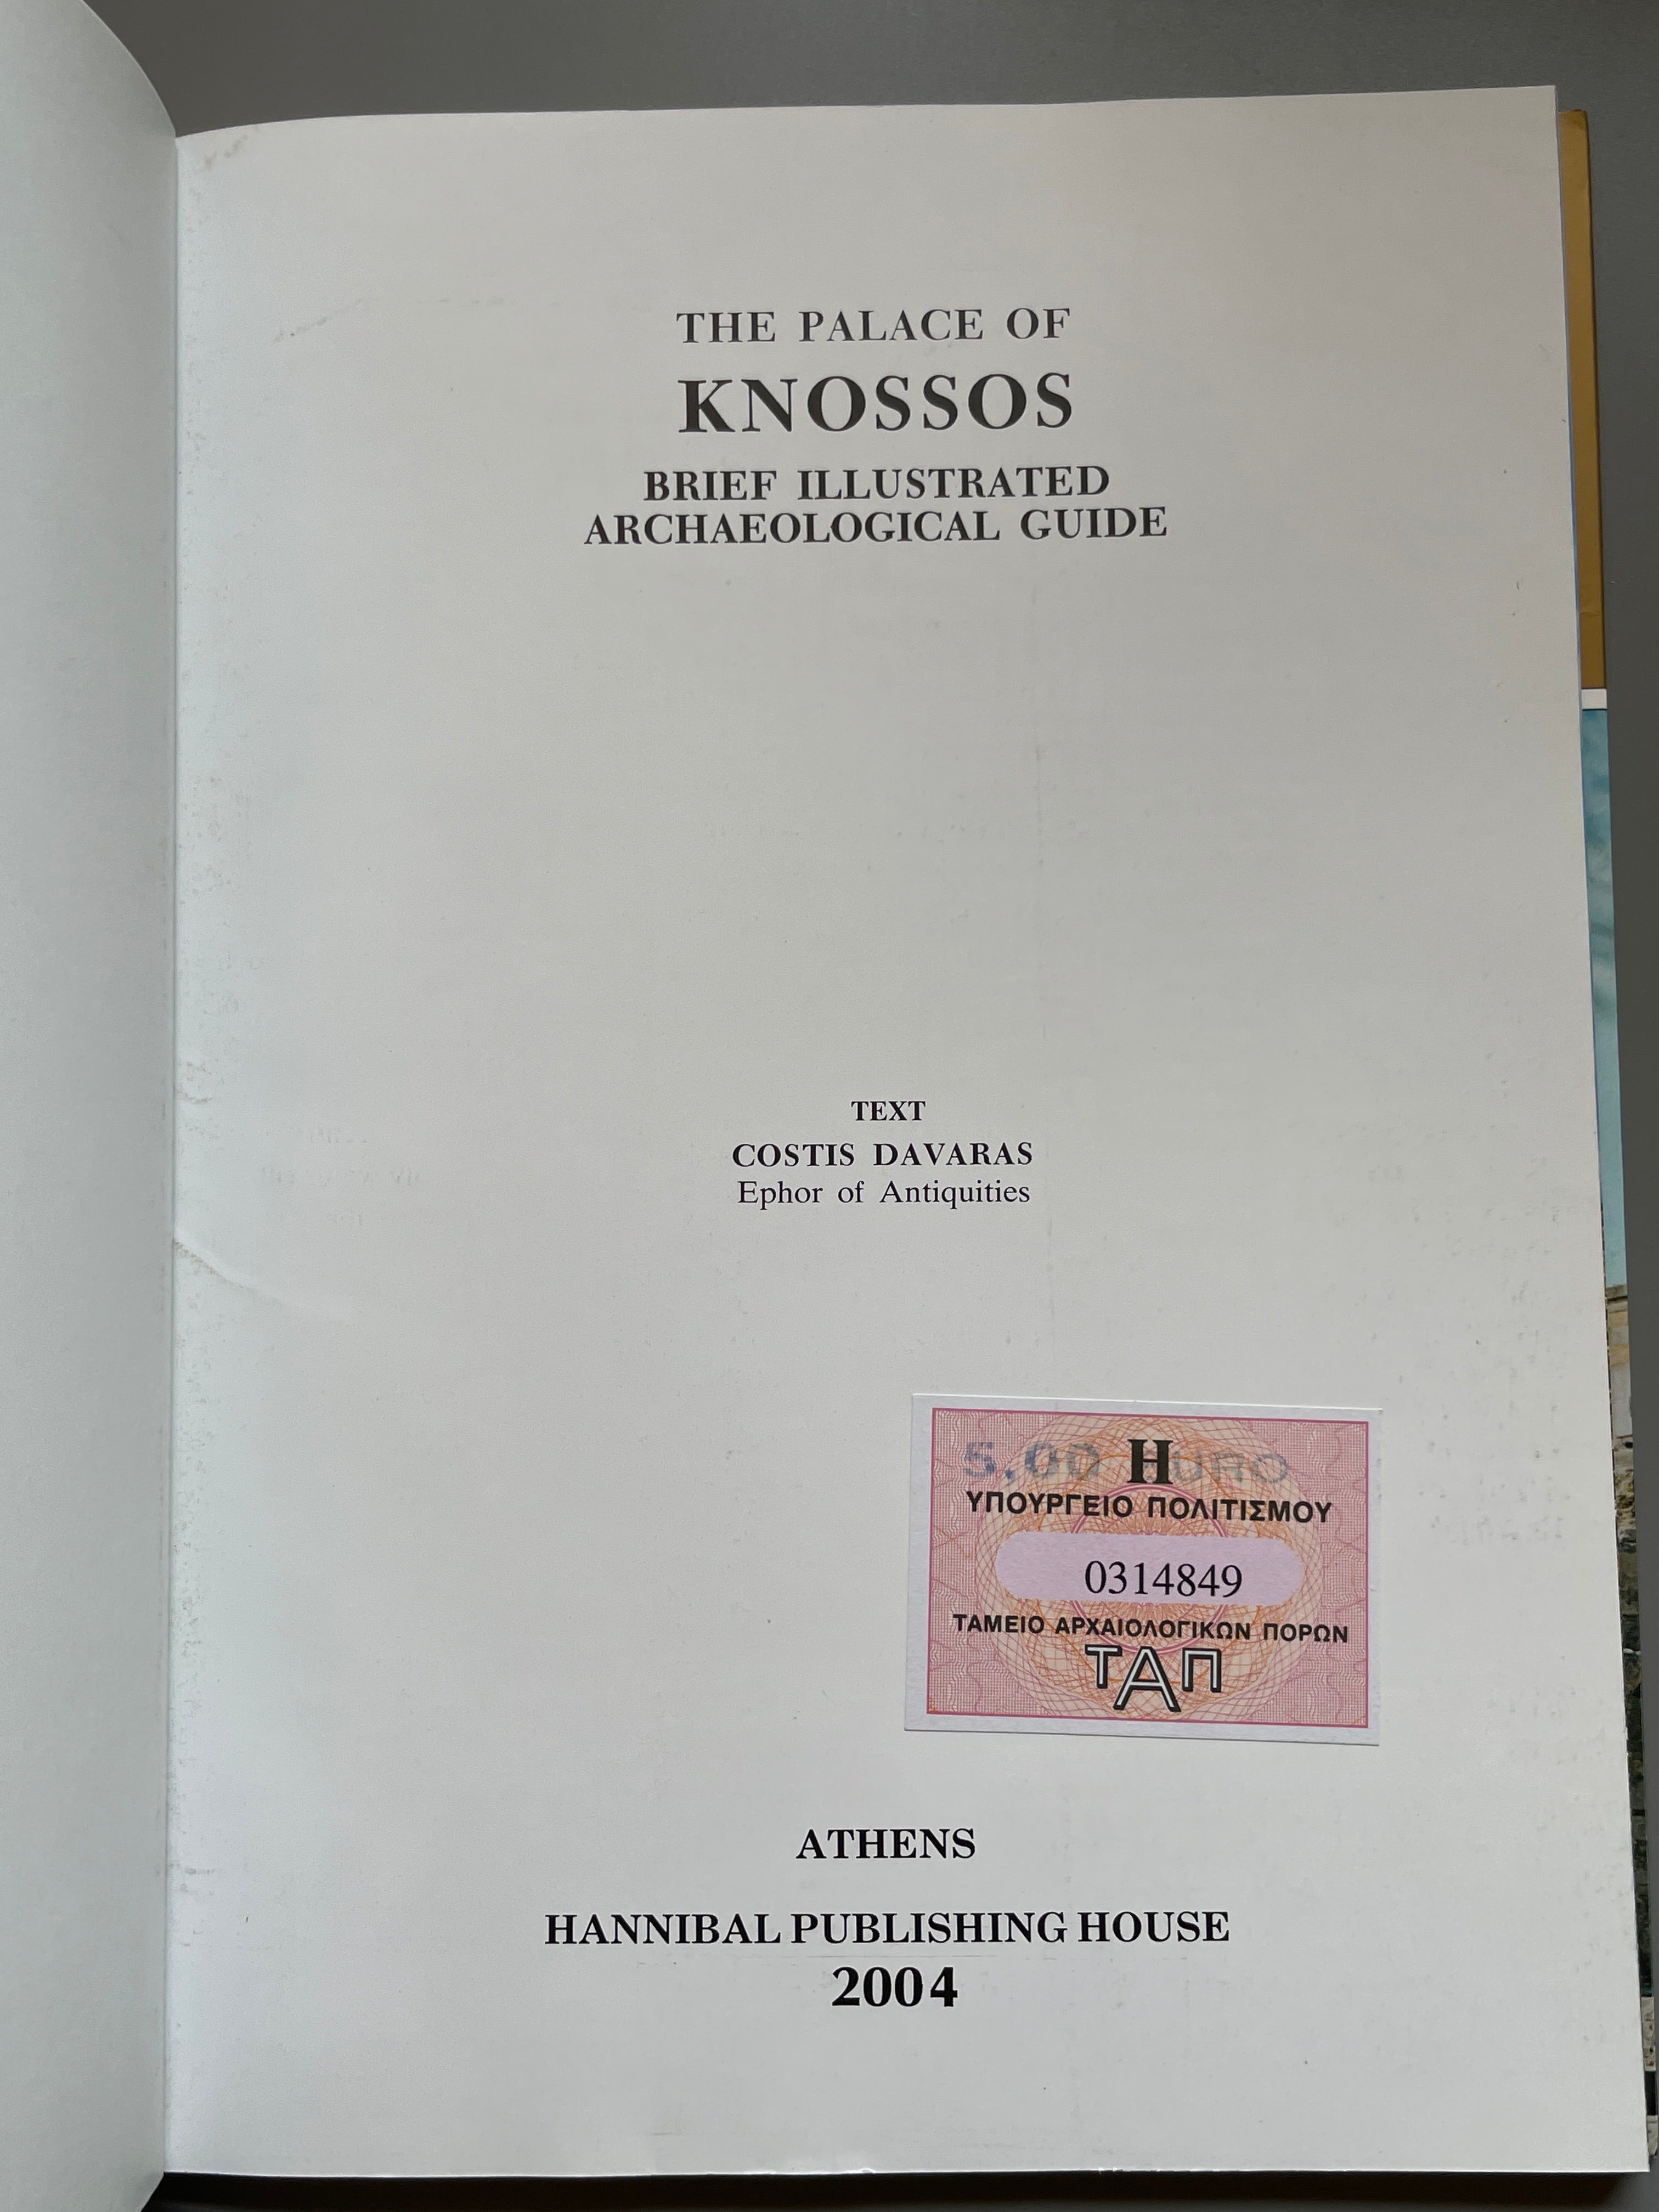 THE PALACE OF
KNOSSOS
BRIEF ILLUSTRATED
ARCHAEOLOGICAL GUIDE
TEXT
COSTIS DAVARAS
Ephor of Antiquities
5,00 EURO
Η
ΥΠΟΥΡΓΕΙΟ ΠΟΛΙΤΙΣΜΟΥ
0314849
ΤΑΜΕΙΟ ΑΡΧΑΙΟΛΟΓΙΚΩΝ ΠΟΡΩΝ
ΤΑΠ
ATHENS
HANNIBAL PUBLISHING HOUSE
2004